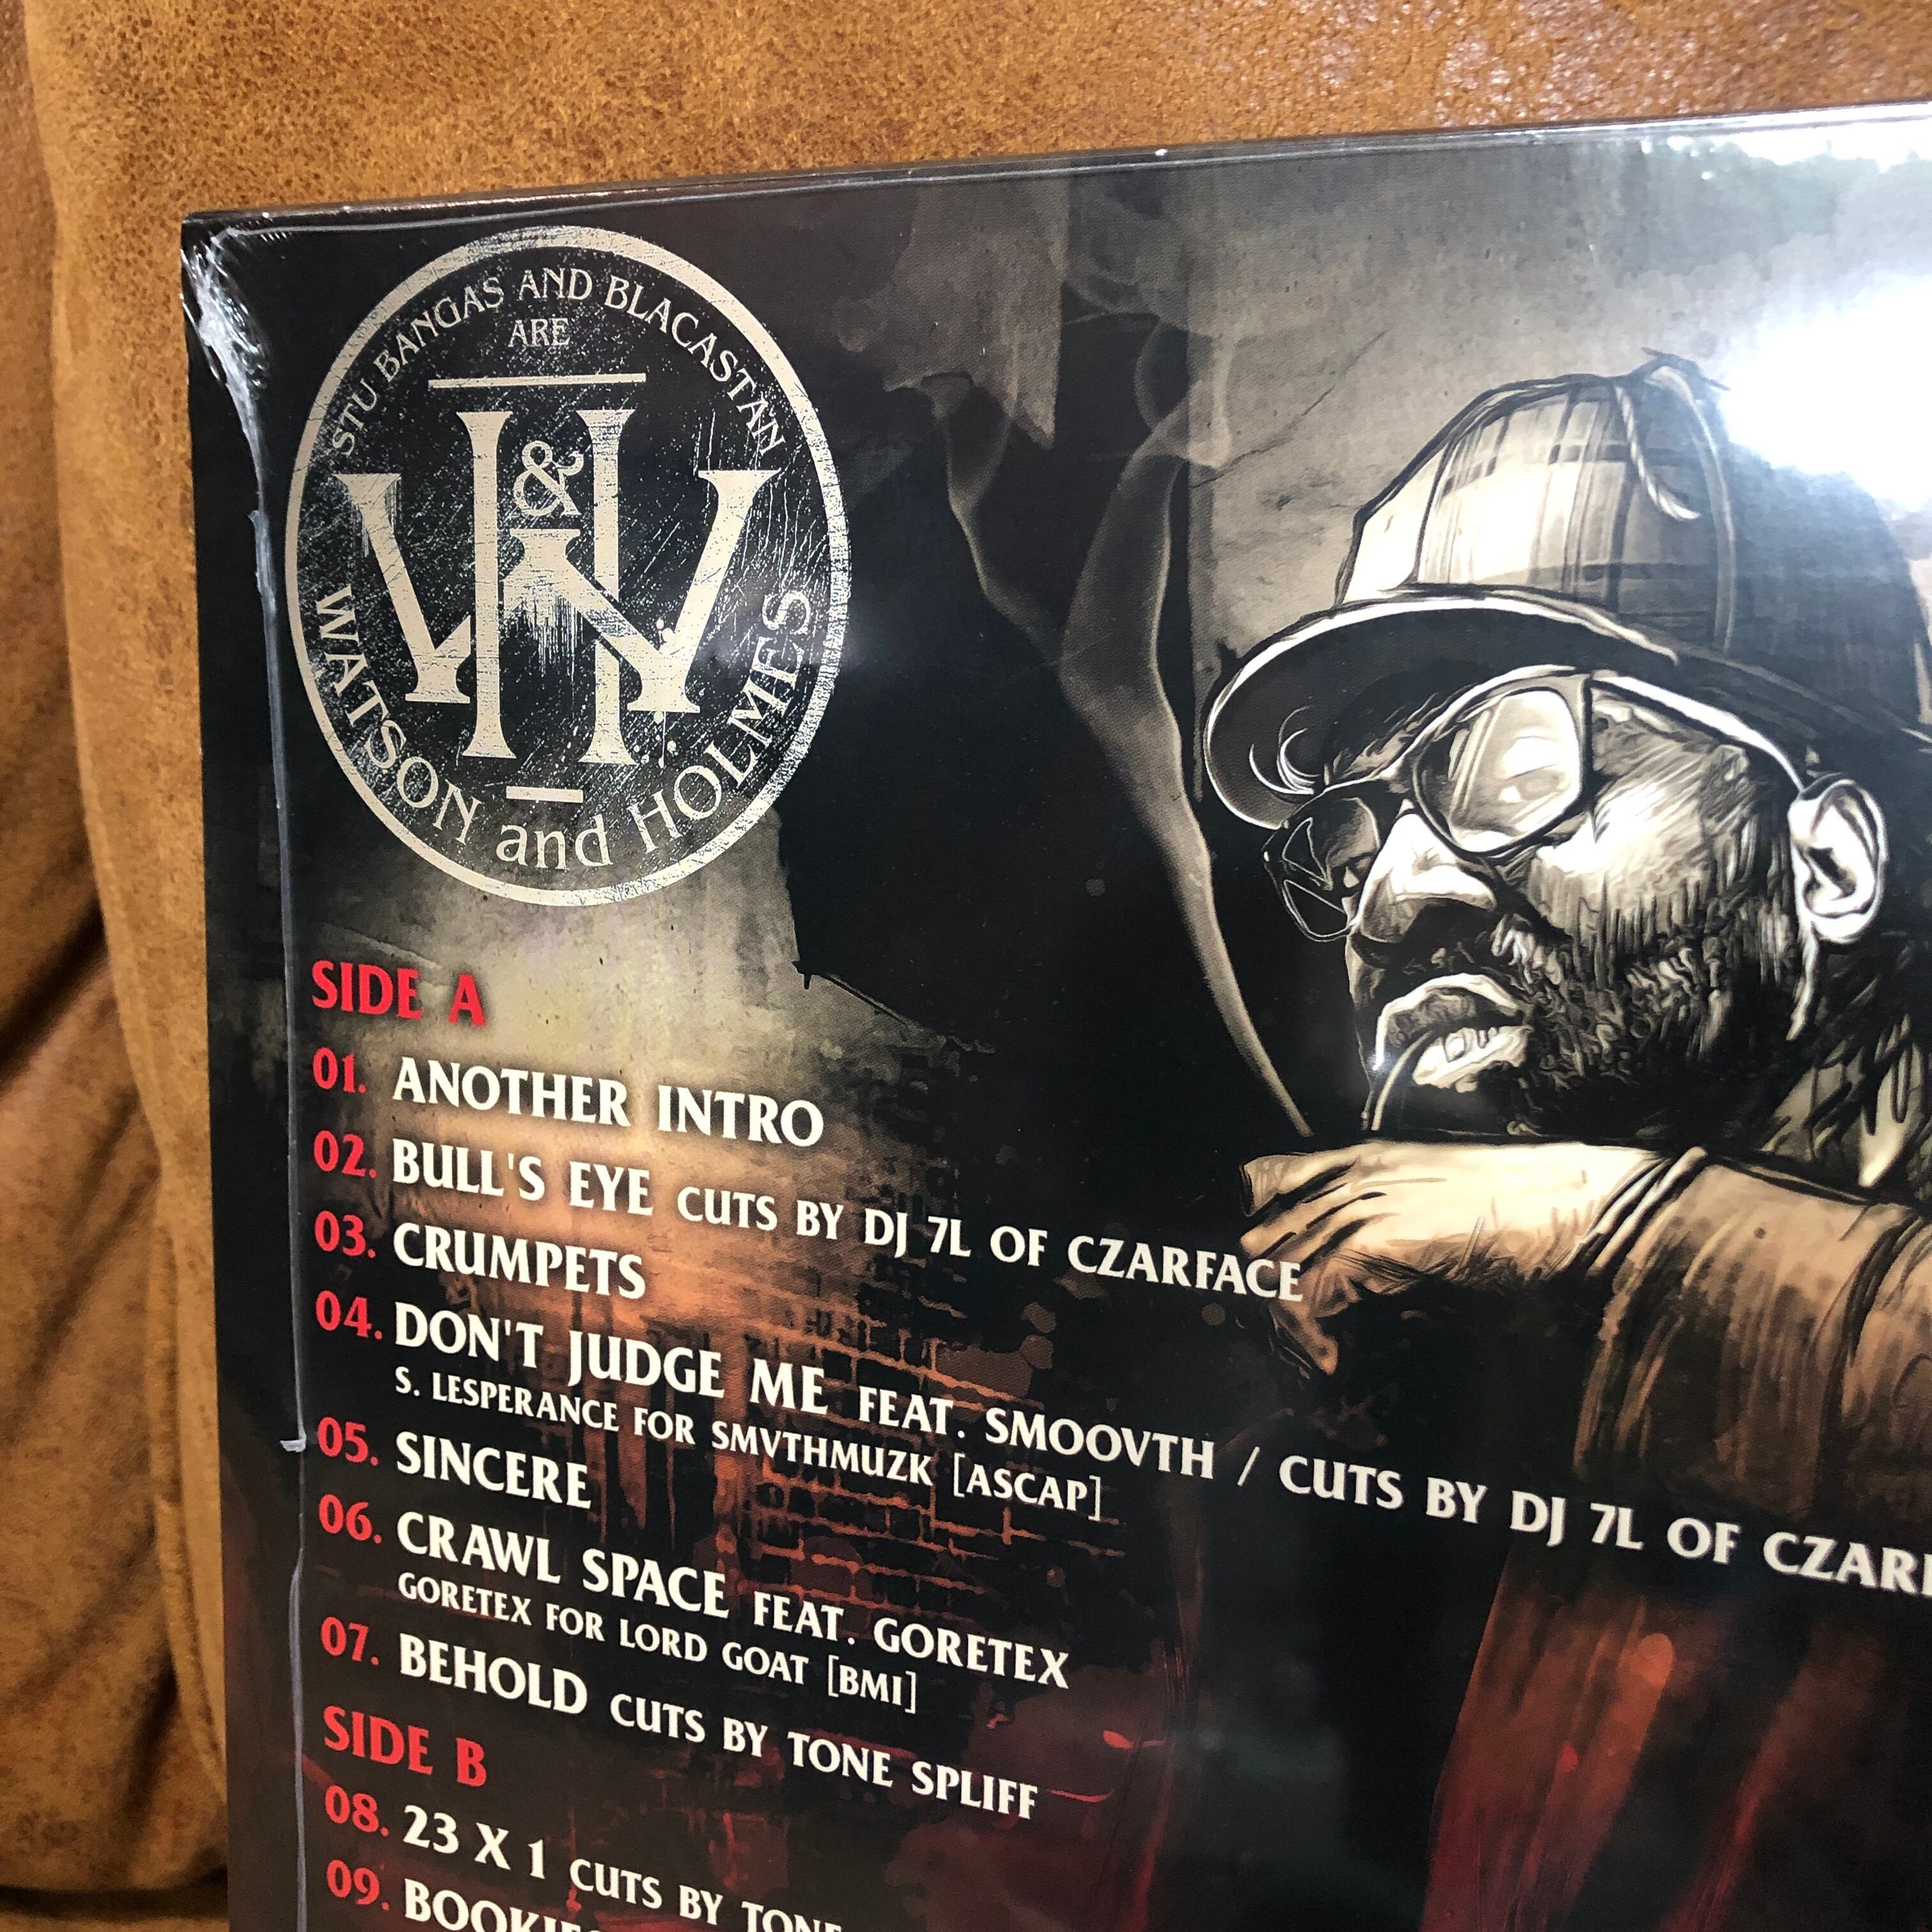 STU BANGAS AND BLACASTAN
ARE
W H & N
WATSON and HOLMES
SIDE A
01. ANOTHER INTRO
02. BULL'S EYE CUTS BY DJ 7L OF CZARFACE
03. CRUMPETS
04. DON'T JUDGE ME FEAT. SMOOVTH / CUTS BY DJ 7L OF
S. LESPERANCE FOR SMVTHMUZK [ASCAP]
05. SINCERE
06. CRAWL SPACE FEAT. GORETEX
GORETEX FOR LORD GOAT [BMI]
07. BEHOLD CUTS BY TONE SPLIFF
SIDE B
08. 23 X 1 CUTS BY TONE
09.